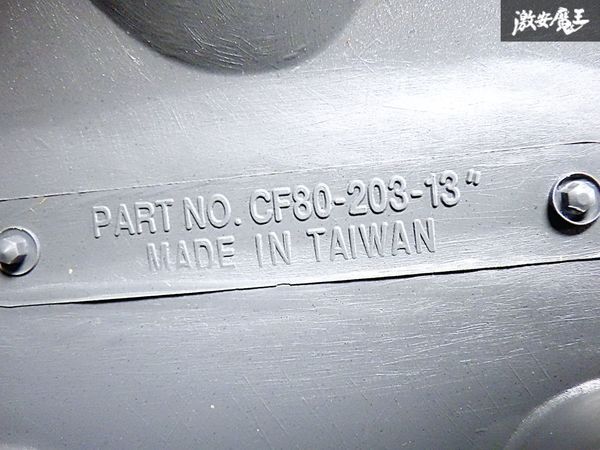 激安魔王
PART NO. CF80-203-13"
MADE IN TAIWAN